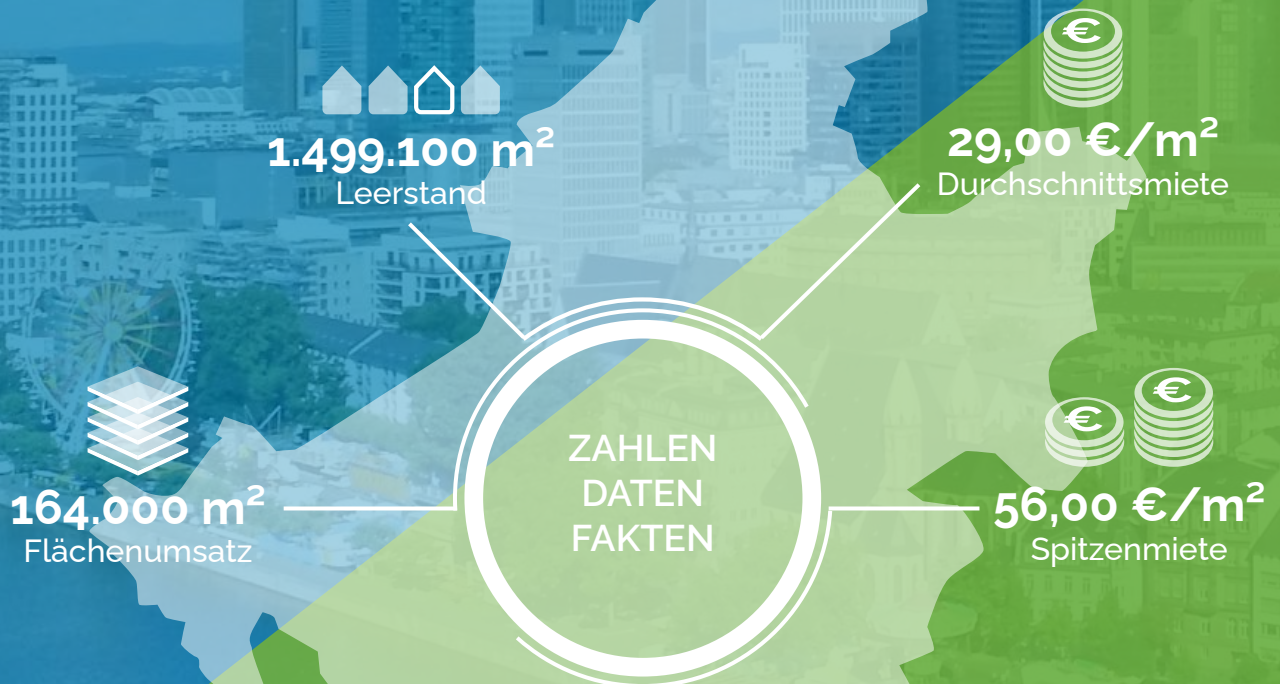 1.499.100 m²
Leerstand
29,00 €/m²
Durchschnittsmiete
164.000 m²
Flächenumsatz
ZAHLEN
DATEN
FAKTEN
56,00 €/m²
Spitzenmiete